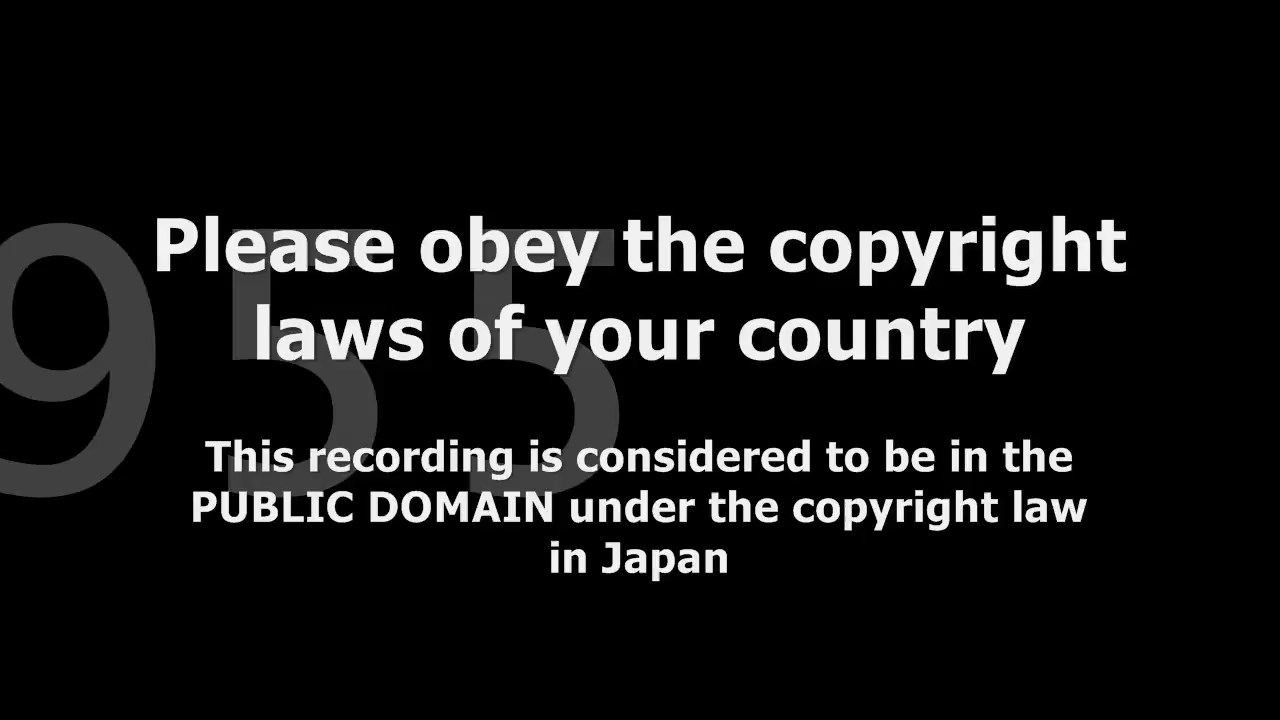 955
Please obey the copyright
laws of your country
This recording is considered to be in the
PUBLIC DOMAIN under the copyright law
in Japan